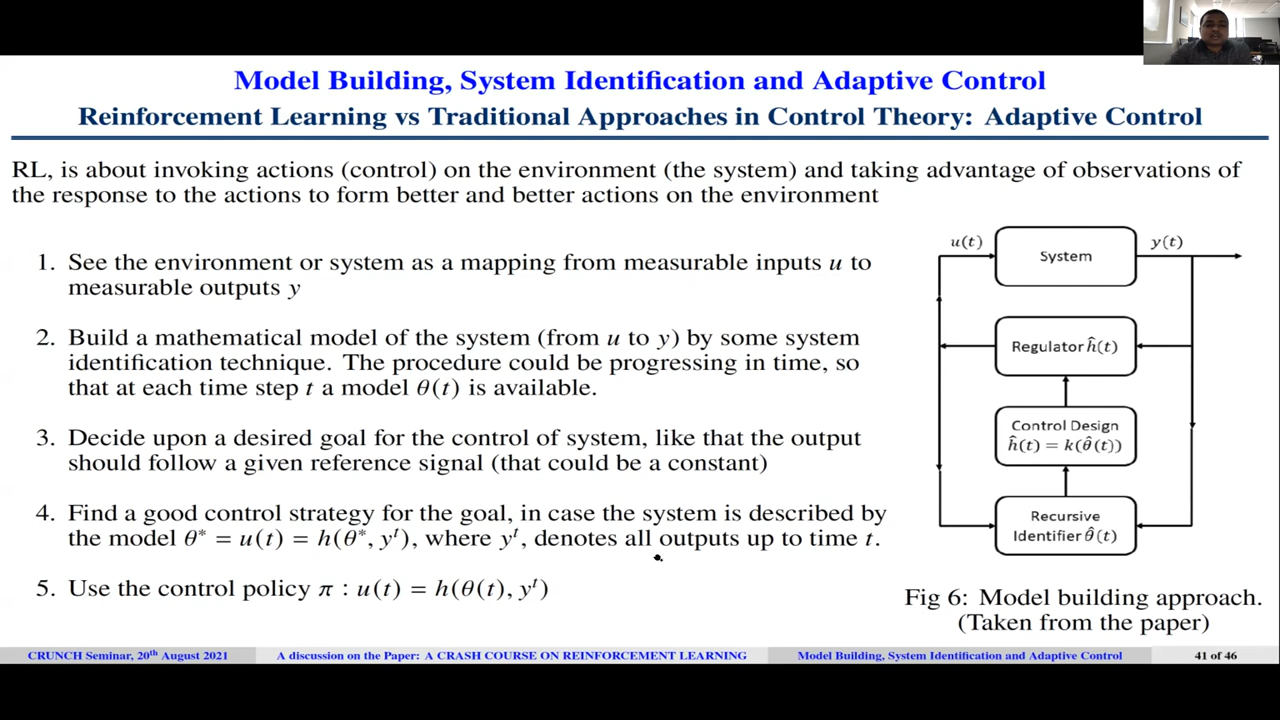 Model Building, System Identification and Adaptive Control
Reinforcement Learning vs Traditional Approaches in Control Theory: Adaptive Control
RL, is about invoking actions (control) on the environment (the system) and taking advantage of observations of
the response to the actions to form better and better actions on the environment
1. See the environment or system as a mapping from measurable inputs u to
measurable outputs y
2. Build a mathematical model of the system (from u to y) by some system
identification technique. The procedure could be progressing in time, so
that at each time step t a model θ(t) is available.
3. Decide upon a desired goal for the control of system, like that the output
should follow a given reference signal (that could be a constant)
4. Find a good control strategy for the goal, in case the system is described by
the model θ* = u(t) = h(θ*, yᵗ), where yᵗ, denotes all outputs up to time t.
5. Use the control policy π : u(t) = h(θ(t), yᵗ)
u(t)
System
y(t)
Regulator ĥ(t)
Control Design
ĥ(t) = k(θ̂(t))
Recursive
Identifier θ̂(t)
Fig 6: Model building approach.
(Taken from the paper)
CRUNCH Seminar, 20th August 2021
A discussion on the Paper: A CRASH COURSE ON REINFORCEMENT LEARNING
Model Building, System Identification and Adaptive Control
41 of 46